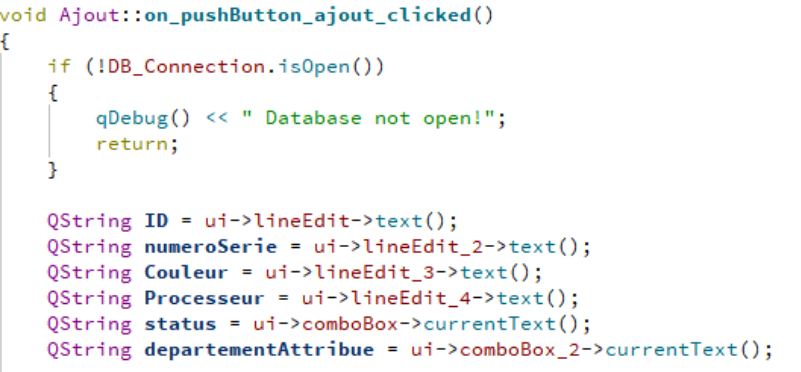 void Ajout::on_pushButton_ajout_clicked()
{
    if (!DB_Connection.isOpen())
    {
        qDebug() << " Database not open!";
        return;
    }

    QString ID = ui->lineEdit->text();
    QString numeroSerie = ui->lineEdit_2->text();
    QString Couleur = ui->lineEdit_3->text();
    QString Processeur = ui->lineEdit_4->text();
    QString status = ui->comboBox->currentText();
    QString departementAttribue = ui->comboBox_2->currentText();